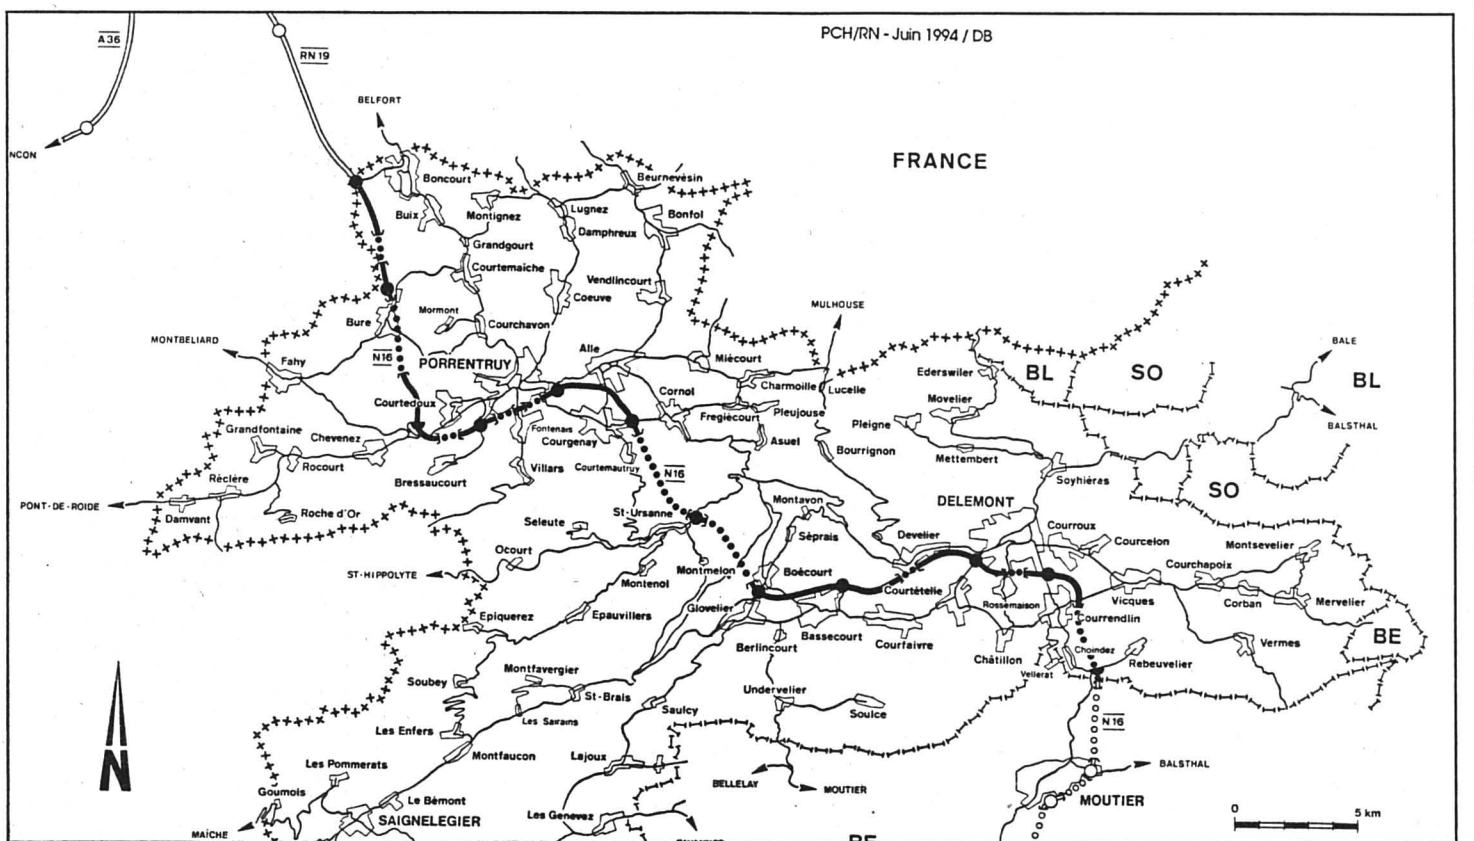 PCH/RN - Juin 1994 / DB
A36
RN 19
BELFORT
NCON
FRANCE
Boncourt
Beurnevésin
Buix
Montignez
Lugnez
Bonfol
Damphreux
Grandgourt
Courtemaîche
Vendlincourt
Coeuve
Mormont
MULHOUSE
Bure
Courchavon
MONTBELIARD
BALE
Fahy
N16
PORRENTRUY
Alle
Miécourt
Ederswiler
BL
SO
BL
Charmoille
Lucelle
Courtedoux
Cornol
Movelier
Fregiécourt
Pleujouse
Pleigne
BALSTHAL
Grandfontaine
Chevenez
Fontenais
Courgenay
Asuel
Bourrignon
Mettembert
Rocourt
Villars
Courtemautruy
N16
Soyhières
Réclère
Bressaucourt
SO
PONT-DE-ROIDE
Damvant
Roche d'Or
St-Ursanne
Montavon
DELEMONT
Seleute
Séprais
Develier
Courroux
Courcelon
Montsevelier
Ocourt
ST-HIPPOLYTE
Montenol
Montmelon
Boécourt
Courtételle
Courchapoix
Rossemaison
Vicques
Corban
Mervelier
Epiquerez
Epauvillers
Glovelier
Bassecourt
Courrendlin
Berlincourt
Courfaivre
Vermes
BE
Châtillon
Choindez
Rebeuvelier
Vellerat
Montfavergier
Soubey
St-Brais
Undervelier
Saulcy
Soulce
Les Sairains
N16
Les Enfers
Montfaucon
Lajoux
Les Pommerats
BELLELAY
MOUTIER
BALSTHAL
Goumois
Le Bémont
MOUTIER
0
5 km
SAIGNELEGIER
Les Genevez
MAÎCHE
BE
N